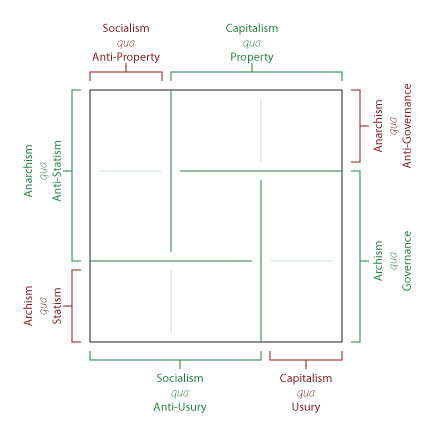 Socialism
qua
Anti-Property
Capitalism
qua
Property
Anarchism
qua
Anti-Statism
Archism
qua
Statism
Anarchism
qua
Anti-Governance
Archism
qua
Governance
Socialism
qua
Anti-Usury
Capitalism
qua
Usury